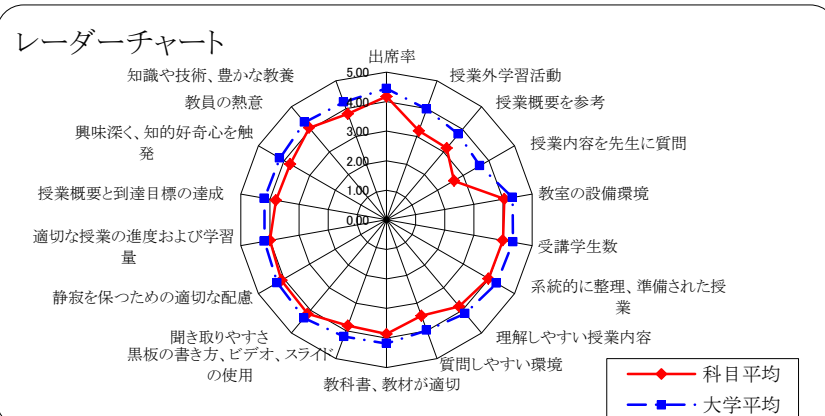 レーダーチャート
出席率
授業外学習活動
授業概要を参考
授業内容を先生に質問
教室の設備環境
受講学生数
系統的に整理、準備された授
業
理解しやすい授業内容
質問しやすい環境
教科書、教材が適切
黒板の書き方、ビデオ、スライド
の使用
聞き取りやすさ
静寂を保つための適切な配慮
適切な授業の進度および学習
量
授業概要と到達目標の達成
興味深く、知的好奇心を触
発
教員の熱意
知識や技術、豊かな教養
5.00
4.00
3.00
2.00
1.00
0.00
科目平均
大学平均